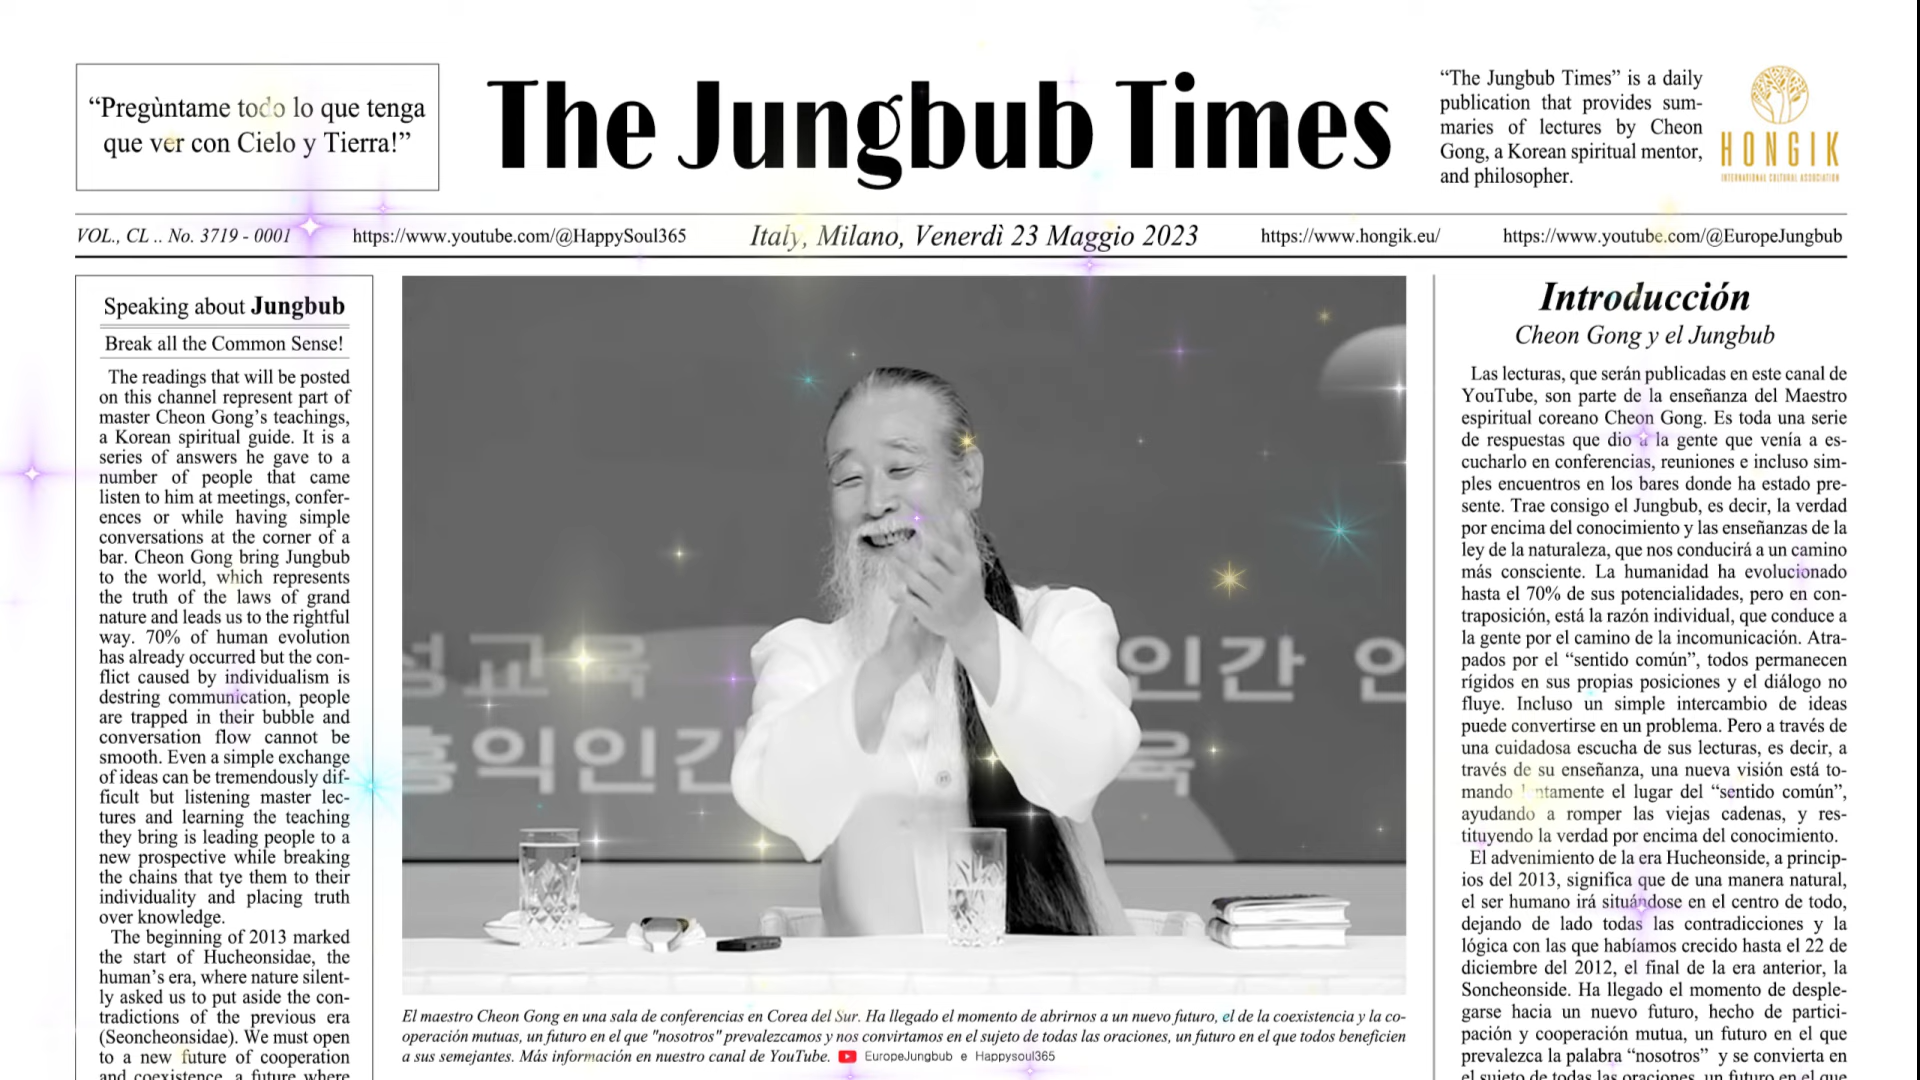 “Pregùntame todo lo que tenga
que ver con Cielo y Tierra!”
The Jungbub Times
“The Jungbub Times” is a daily
publication that provides sum-
maries of lectures by Cheon
Gong, a Korean spiritual mentor,
and philosopher.
HONGIK
INTERNATIONAL CULTURAL ASSOCIATION
VOL., CL .. No. 3719 - 0001
https://www.youtube.com/@HappySoul365
Italy, Milano, Venerdì 23 Maggio 2023
https://www.hongik.eu/
https://www.youtube.com/@EuropeJungbub
Speaking about Jungbub
Break all the Common Sense!
The readings that will be posted
on this channel represent part of
master Cheon Gong’s teachings,
a Korean spiritual guide. It is a
series of answers he gave to a
number of people that came
listen to him at meetings, confer-
ences or while having simple
conversations at the corner of a
bar. Cheon Gong bring Jungbub
to the world, which represents
the truth of the laws of grand
nature and leads us to the rightful
way. 70% of human evolution
has already occurred but the con-
flict caused by individualism is
destring communication, people
are trapped in their bubble and
conversation flow cannot be
smooth. Even a simple exchange
of ideas can be tremendously dif-
ficult but listening master lec-
tures and learning the teaching
they bring is leading people to a
new prospective while breaking
the chains that tye them to their
individuality and placing truth
over knowledge.
The beginning of 2013 marked
the start of Hucheonsidae, the
human’s era, where nature silent-
ly asked us to put aside the con-
tradictions of the previous era
(Seoncheonsidae). We must open
to a new future of cooperation
and coexistence, a future where
성교육
인간 인
홍익인간
육
El maestro Cheon Gong en una sala de conferencias en Corea del Sur. Ha llegado el momento de abrirnos a un nuevo futuro, el de la coexistencia y la co-
operación mutuas, un futuro en el que "nosotros" prevalezcamos y nos convirtamos en el sujeto de todas las oraciones, un futuro en el que todos beneficien
a sus semejantes. Más información en nuestro canal de YouTube. EuropeJungbub e Happysoul365
Introducción
Cheon Gong y el Jungbub
Las lecturas, que serán publicadas en este canal de
YouTube, son parte de la enseñanza del Maestro
espiritual coreano Cheon Gong. Es toda una serie
de respuestas que dio a la gente que venía a es-
cucharlo en conferencias, reuniones e incluso sim-
ples encuentros en los bares donde ha estado pre-
sente. Trae consigo el Jungbub, es decir, la verdad
por encima del conocimiento y las enseñanzas de la
ley de la naturaleza, que nos conducirá a un camino
más consciente. La humanidad ha evolucionado
hasta el 70% de sus potencialidades, pero en con-
traposición, está la razón individual, que conduce a
la gente por el camino de la incomunicación. Atra-
pados por el “sentido común”, todos permanecen
rígidos en sus propias posiciones y el diálogo no
fluye. Incluso un simple intercambio de ideas
puede convertirse en un problema. Pero a través de
una cuidadosa escucha de sus lecturas, es decir, a
través de su enseñanza, una nueva visión está to-
mando lentamente el lugar del “sentido común”,
ayudando a romper las viejas cadenas, y res-
tituyendo la verdad por encima del conocimiento.
El advenimiento de la era Hucheonside, a princip-
ios del 2013, significa que de una manera natural,
el ser humano irá situándose en el centro de todo,
dejando de lado todas las contradicciones y la
lógica con las que habíamos crecido hasta el 22 de
diciembre del 2012, el final de la era anterior, la
Soncheonside. Ha llegado el momento de desple-
garse hacia un nuevo futuro, hecho de partici-
pación y cooperación mutua, un futuro en el que
prevalezca la palabra “nosotros” y se convierta en
el sujeto de todas las oraciones, un futuro en el que